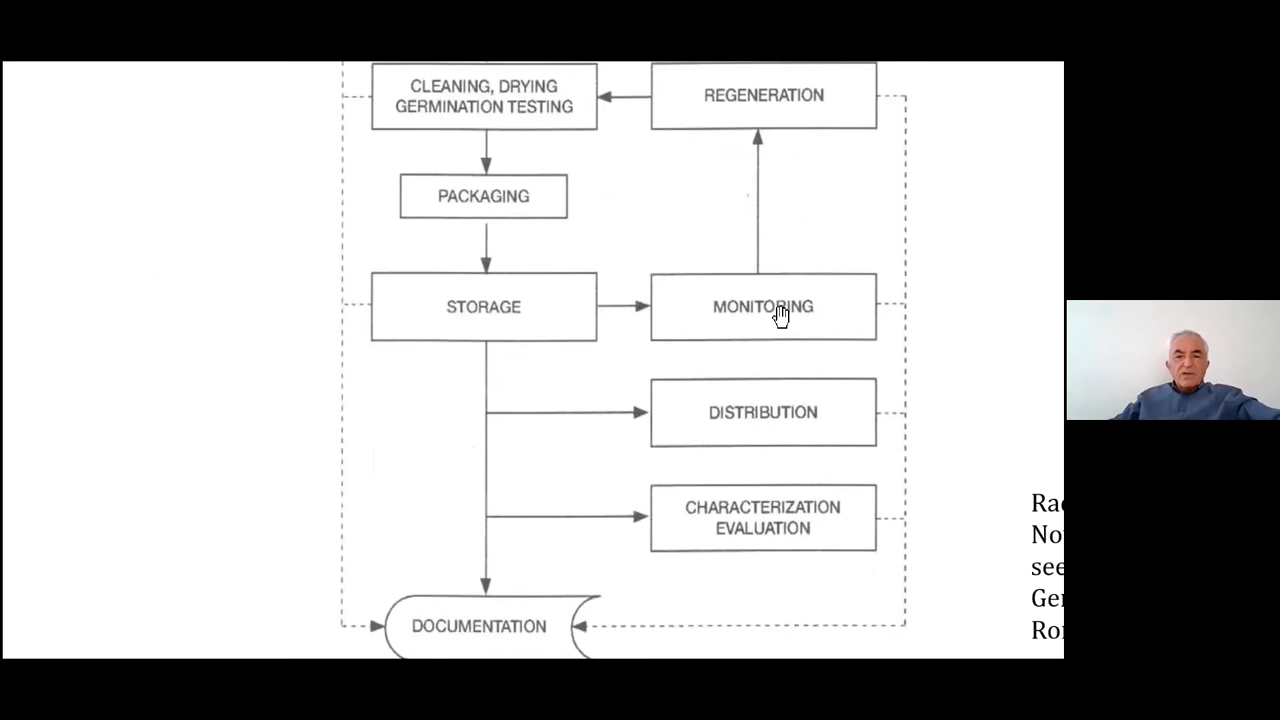 CLEANING, DRYING
GERMINATION TESTING
REGENERATION
PACKAGING
STORAGE
MONITORING
DISTRIBUTION
CHARACTERIZATION
EVALUATION
DOCUMENTATION